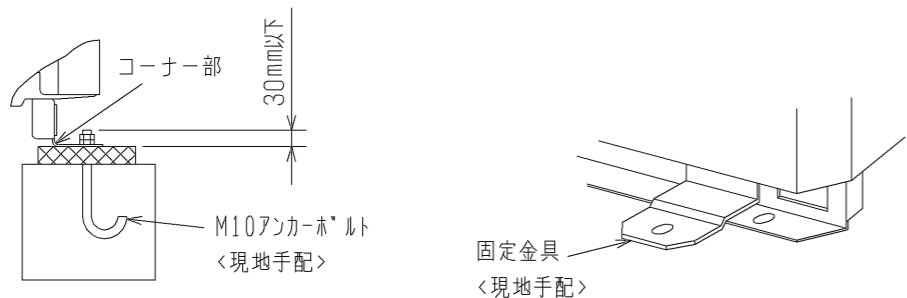 コーナー部
30mm以下
M10アンカーボルト
<現地手配>
固定金具
<現地手配>